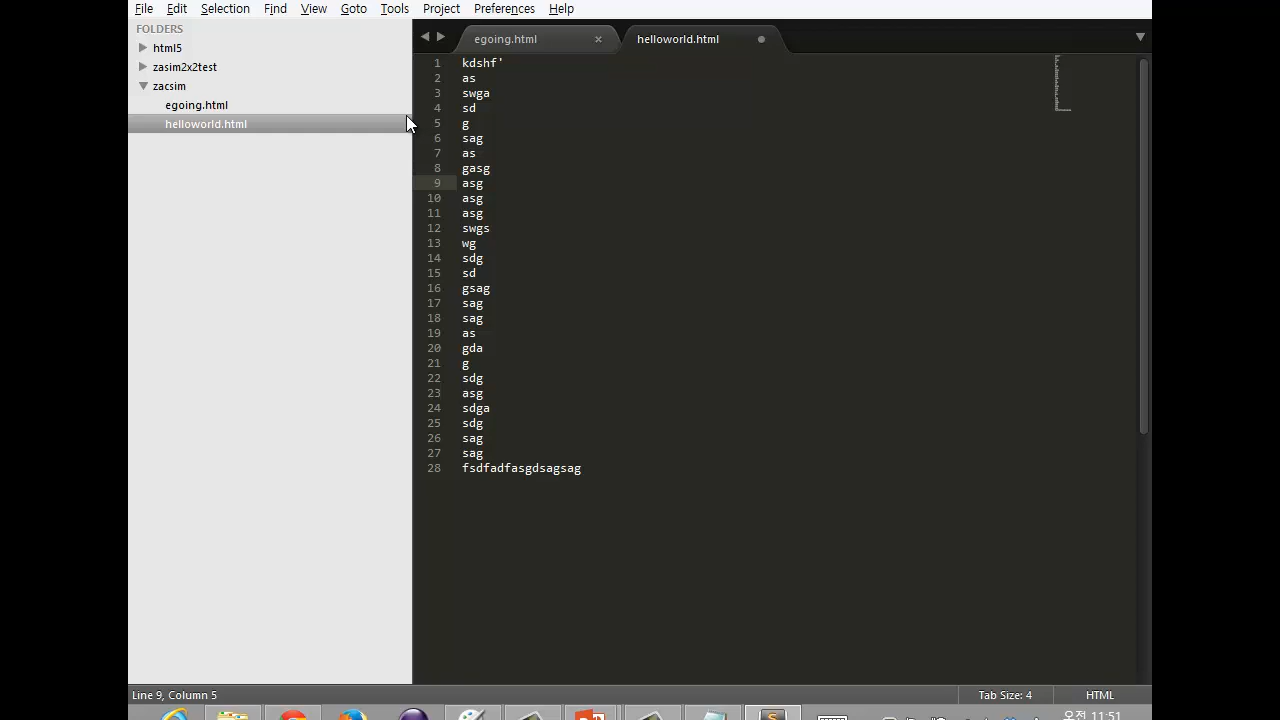 File Edit Selection Find View Goto Tools Project Preferences Help
FOLDERS
html5
zasim2x2test
zacsim
egoing.html
helloworld.html
egoing.html
helloworld.html
1 kdshf'
2 as
3 swga
4 sd
5 g
6 sag
7 as
8 gasg
9 asg
10 asg
11 asg
12 swgs
13 wg
14 sdg
15 sd
16 gsag
17 sag
18 sag
19 as
20 gda
21 g
22 sdg
23 asg
24 sdga
25 sdg
26 sag
27 sag
28 fsdfadfasgdsagsag
Line 9, Column 5 Tab Size: 4 HTML
오전 11:51